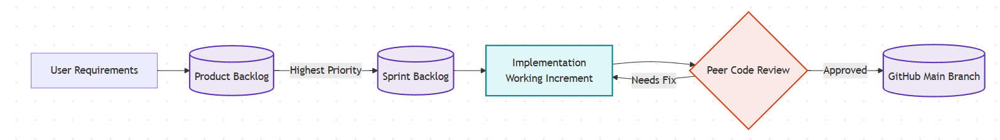 User Requirements
Product Backlog
Highest Priority
Sprint Backlog
Implementation
Working Increment
Needs Fix
Peer Code Review
Approved
GitHub Main Branch